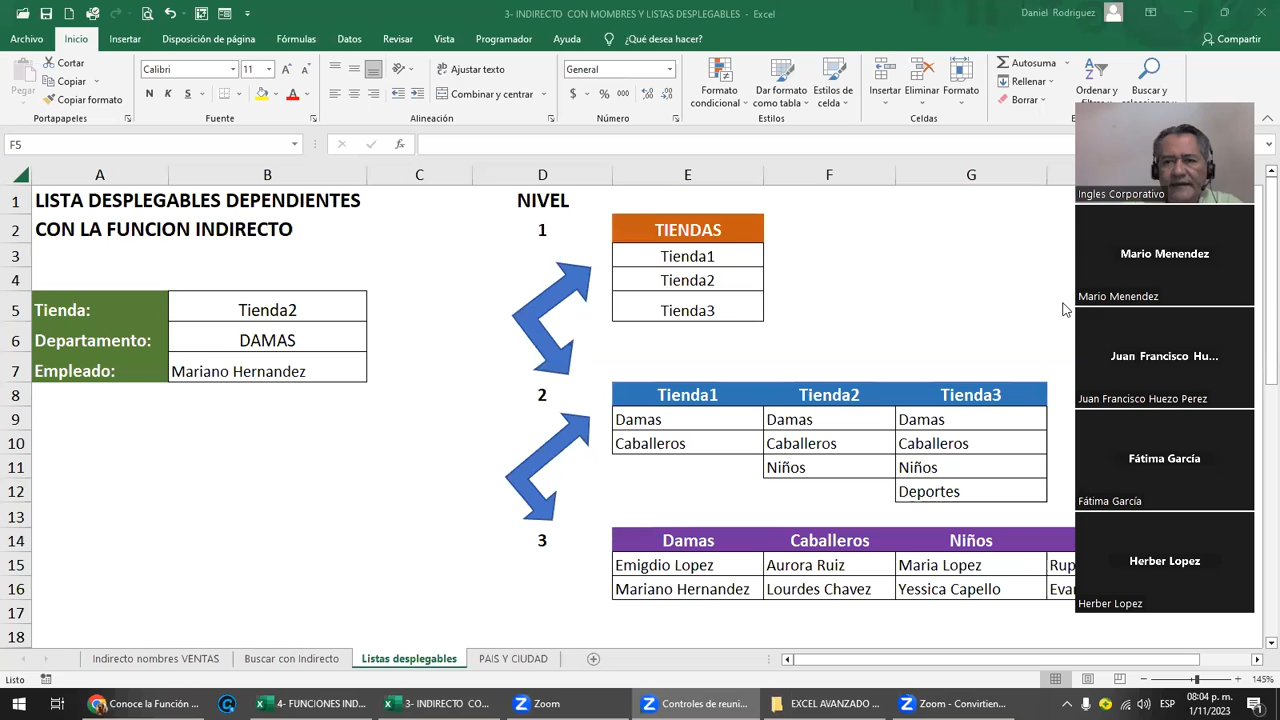 3- INDIRECTO CON MOMBRES Y LISTAS DESPLEGABLES - Excel
Daniel Rodriguez
Archivo Inicio Insertar Disposición de página Fórmulas Datos Revisar Vista Programador Ayuda ¿Qué desea hacer? Compartir
Pegar
Cortar
Copiar
Copiar formato
Portapapeles
Calibri 11
N K S
Fuente
Ajustar texto
Combinar y centrar
Alineación
General
$ % 000
Número
Formato condicional
Dar formato como tabla
Estilos de celda
Estilos
Insertar Eliminar Formato
Celdas
Autosuma
Rellenar
Borrar
Ordenar y
Buscar y
F5
A B C D E F G
1 LISTA DESPLEGABLES DEPENDIENTES NIVEL
2 CON LA FUNCION INDIRECTO 1 TIENDAS
3 Tienda1
4 Tienda2
5 Tienda: Tienda2 Tienda3
6 Departamento: DAMAS
7 Empleado: Mariano Hernandez
8 2 Tienda1 Tienda2 Tienda3
9 Damas Damas Damas
10 Caballeros Caballeros Caballeros
11 Niños Niños
12 Deportes
13
14 3 Damas Caballeros Niños
15 Emigdio Lopez Aurora Ruiz Maria Lopez Rup
16 Mariano Hernandez Lourdes Chavez Yessica Capello Evan
17
18
Ingles Corporativo
Mario Menendez
Mario Menendez
Juan Francisco Hu...
Juan Francisco Huezo Perez
Fátima García
Fátima García
Herber Lopez
Herber Lopez
Indirecto nombres VENTAS Buscar con Indirecto Listas desplegables PAIS Y CIUDAD
Listo 145%
Conoce la Función ... 4- FUNCIONES IND... 3- INDIRECTO CO... Zoom Controles de reuni... EXCEL AVANZADO ... Zoom - Convirtien... ESP 08:04 p. m.
1/11/2023